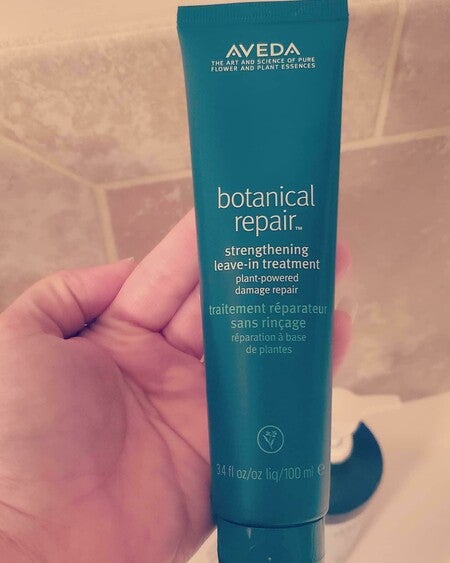 AVEDA
THE ART AND SCIENCE OF PURE
FLOWER AND PLANT ESSENCES
botanical
repair™
strengthening
leave-in treatment
plant-powered
damage repair
traitement réparateur
sans rinçage
réparation à base
de plantes
3.4 fl oz/oz liq/100 ml e